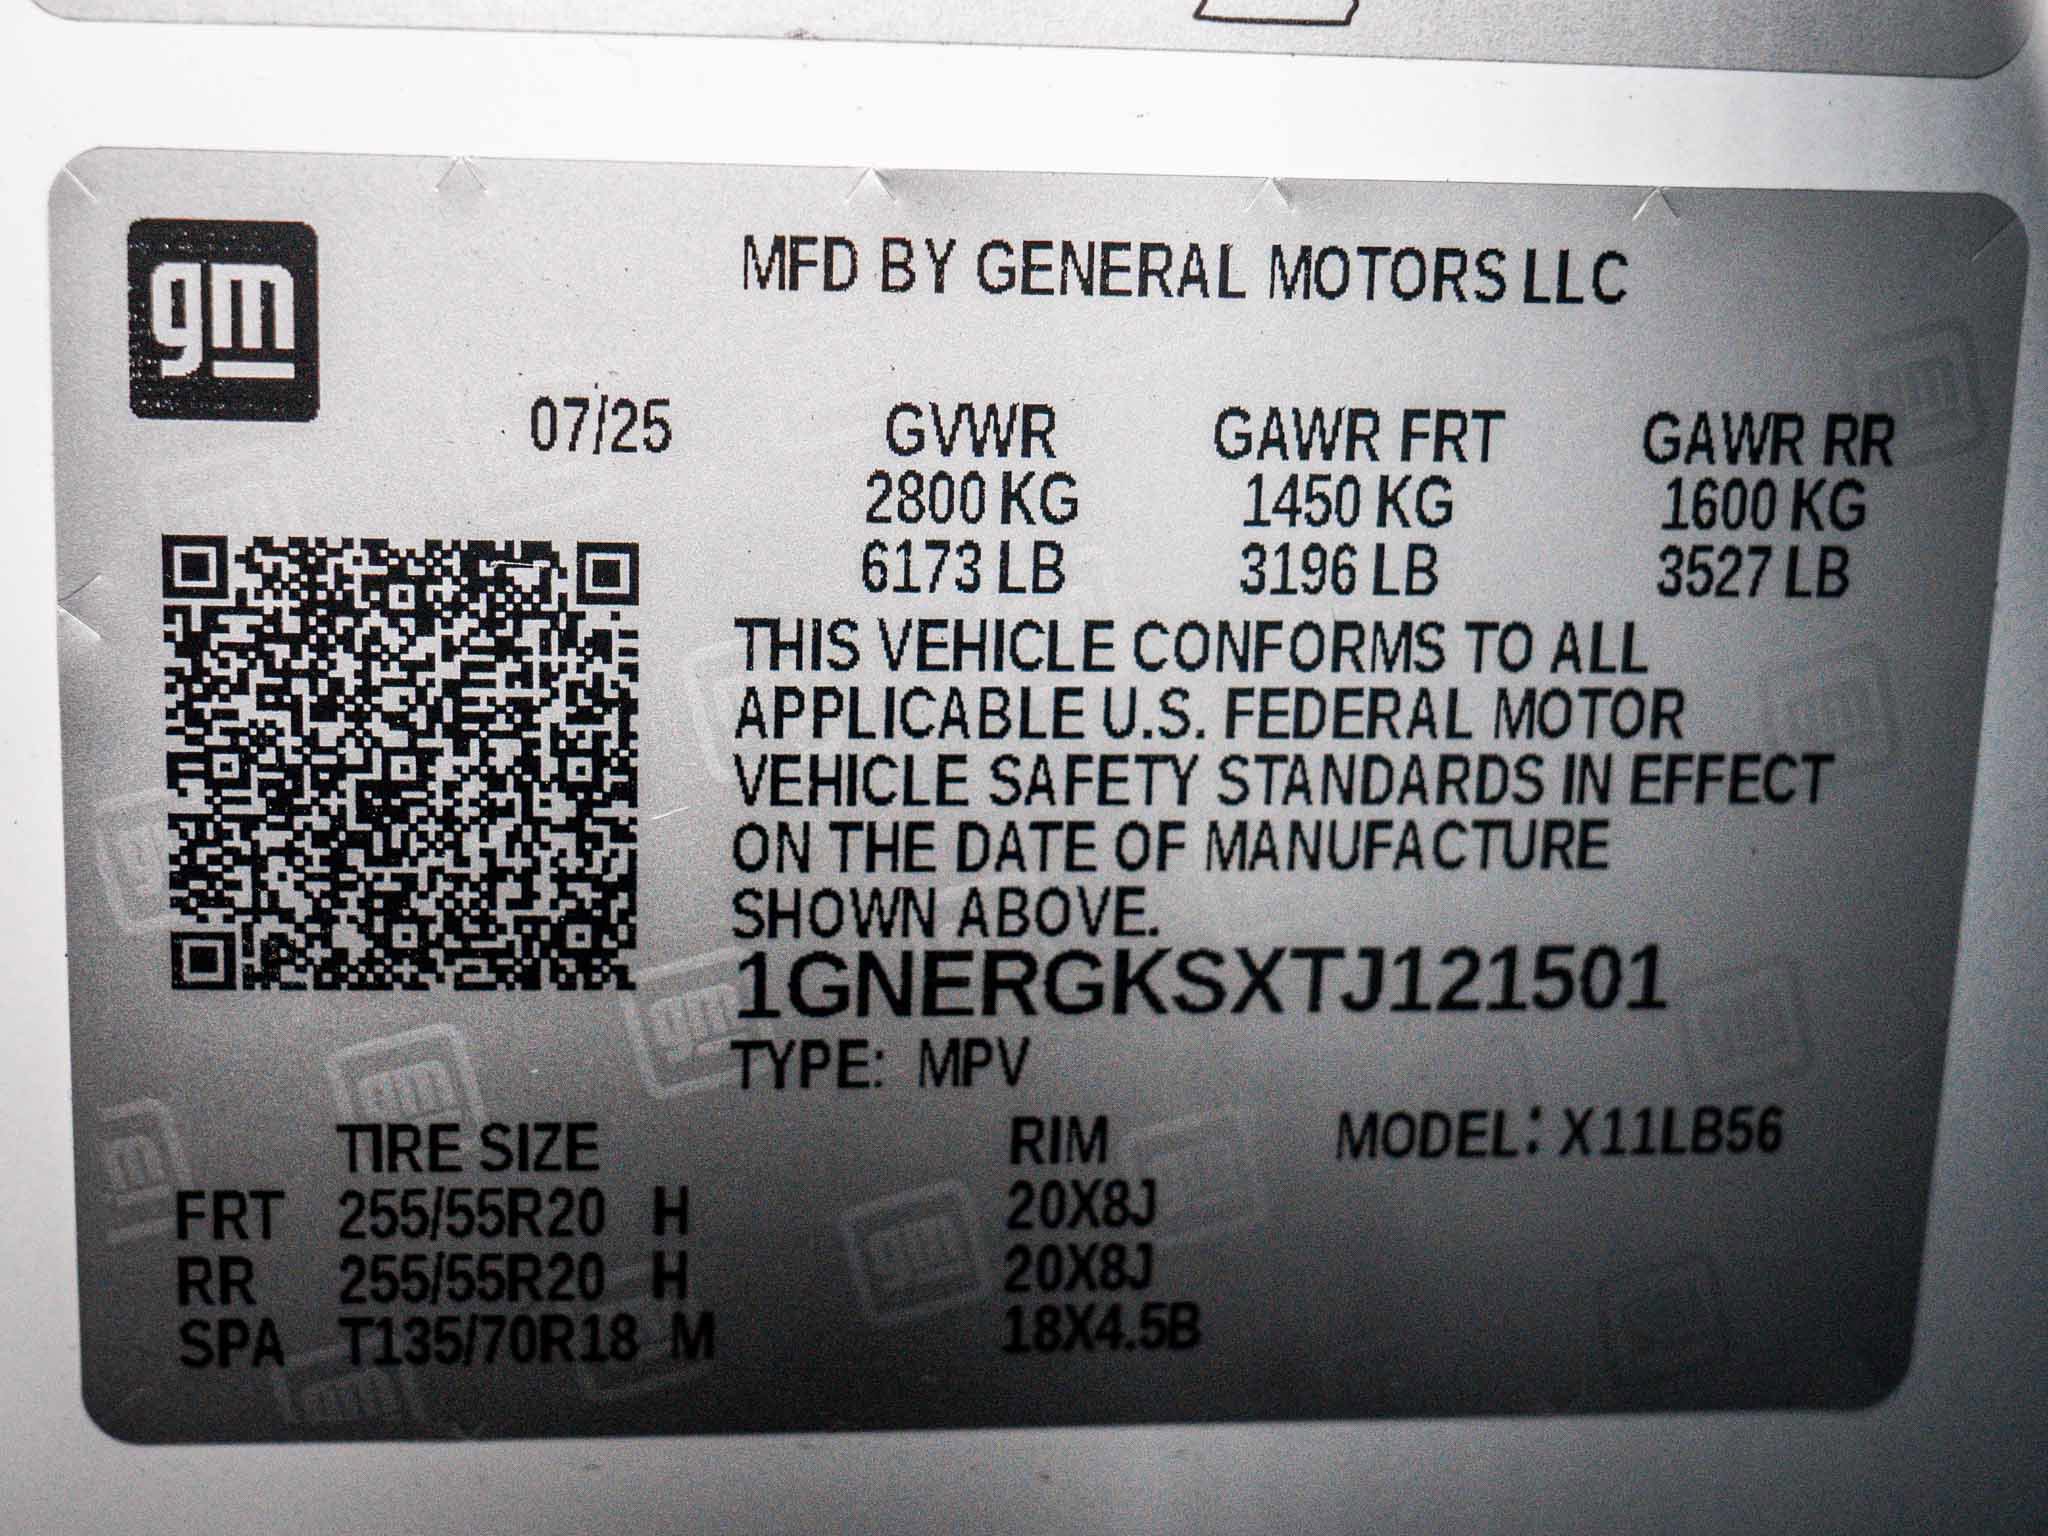 gm
MFD BY GENERAL MOTORS LLC
07/25
GVWR GAWR FRT GAWR RR
2800 KG 1450 KG 1600 KG
6173 LB 3196 LB 3527 LB
THIS VEHICLE CONFORMS TO ALL
APPLICABLE U.S. FEDERAL MOTOR
VEHICLE SAFETY STANDARDS IN EFFECT
ON THE DATE OF MANUFACTURE
SHOWN ABOVE.
1GNERGKSXTJ121501
TYPE: MPV
TIRE SIZE RIM MODEL: X11LB56
FRT 255/55R20 H 20X8J
RR 255/55R20 H 20X8J
SPA T135/70R18 M 18X4.5B